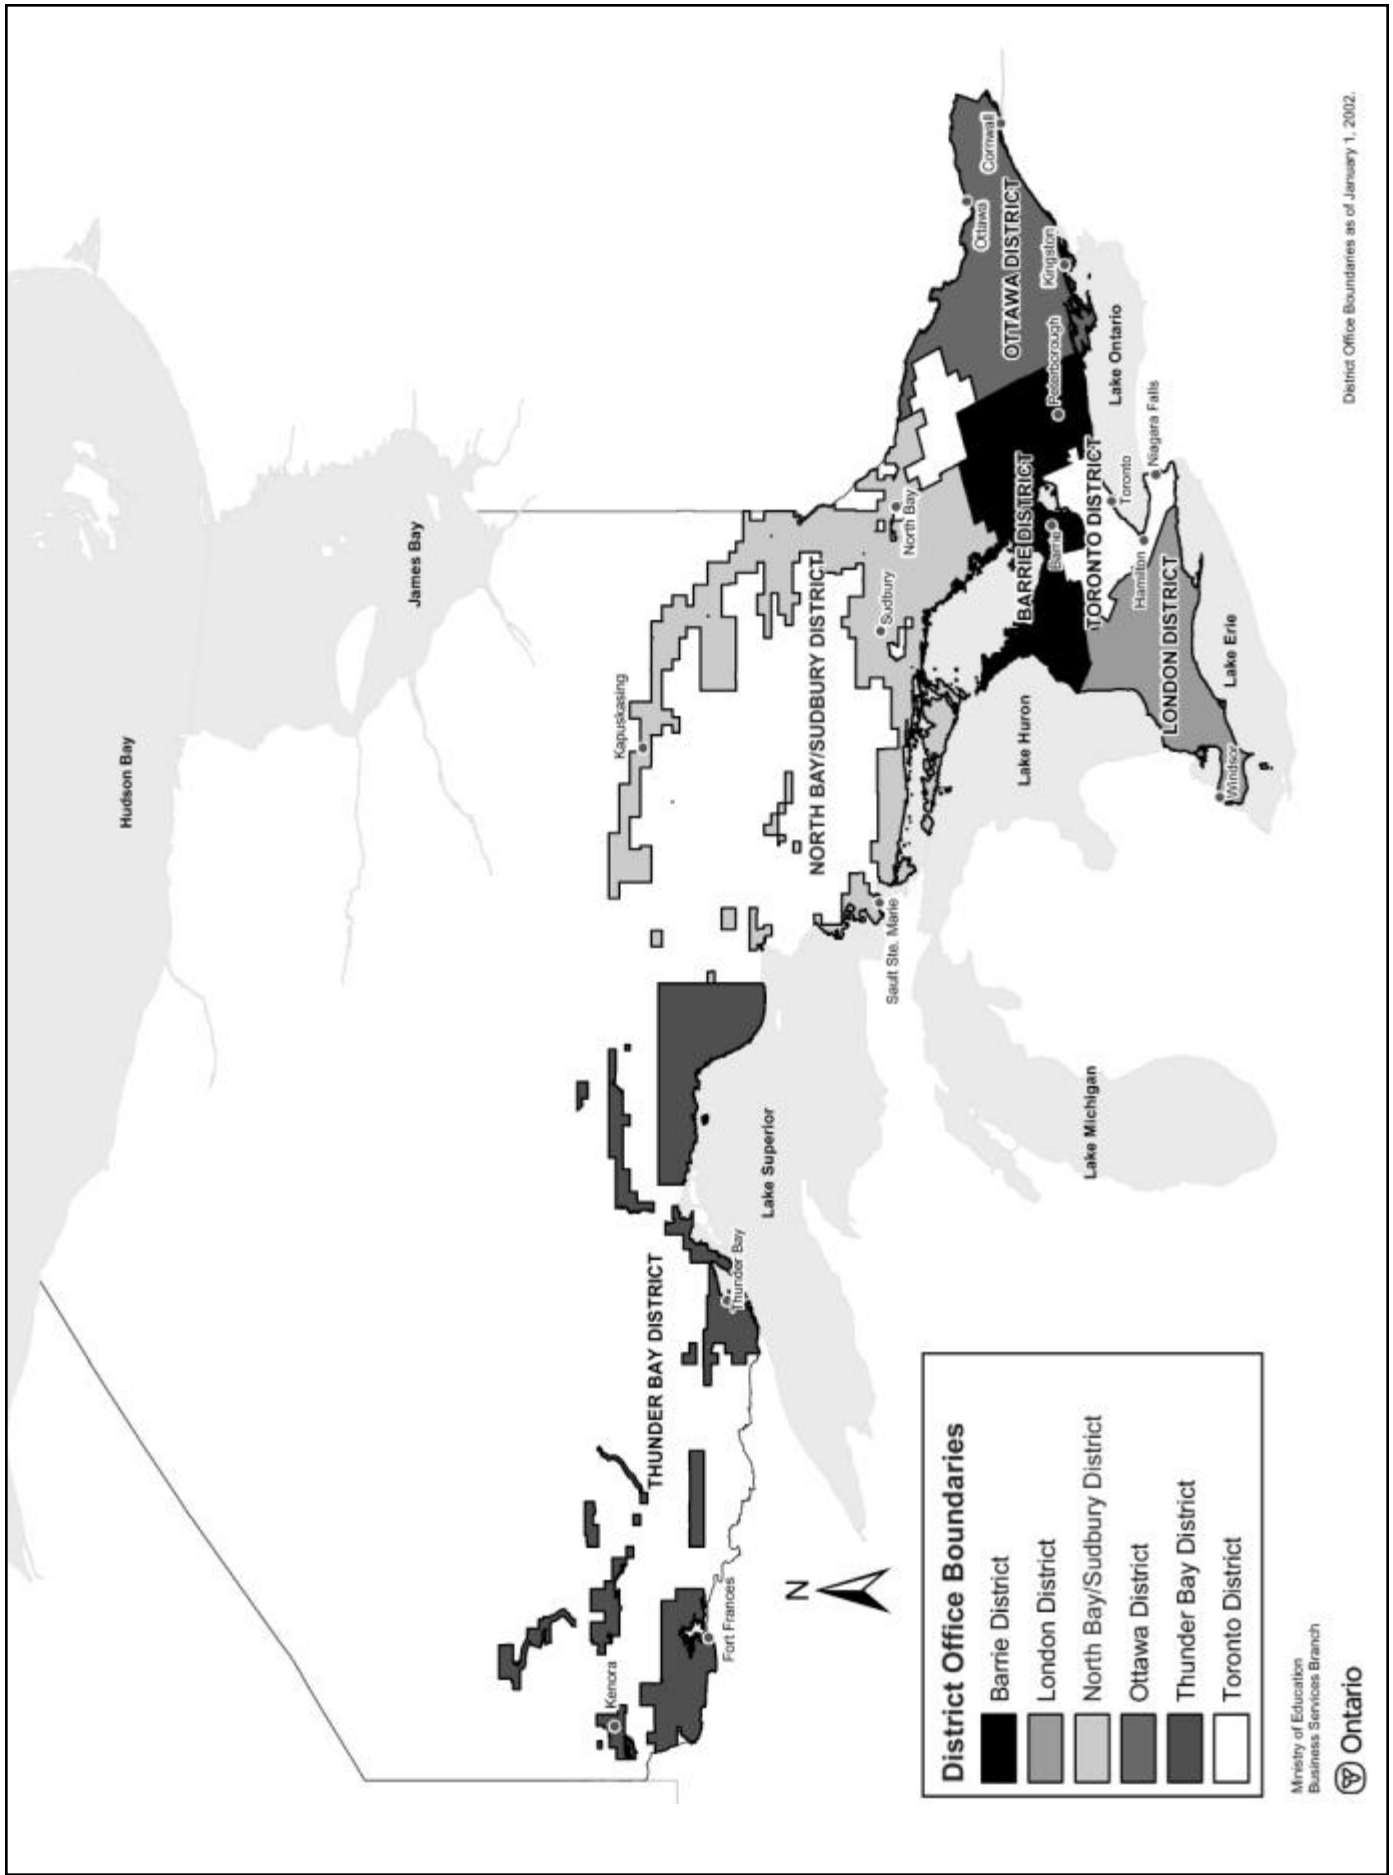 Hudson Bay
James Bay
Kapuskasing
THUNDER BAY DISTRICT
Kenora
Fort Frances
Thunder Bay
Lake Superior
NORTH BAY/SUDBURY DISTRICT
Sudbury
North Bay
Sault Ste. Marie
Ottawa
Cornwall
OTTAWA DISTRICT
Kingston
Peterborough
BARRIE DISTRICT
Barrie
TORONTO DISTRICT
Toronto
Lake Ontario
Niagara Falls
Hamilton
LONDON DISTRICT
Lake Huron
Lake Erie
Windsor
Lake Michigan
N
District Office Boundaries
Barrie District
London District
North Bay/Sudbury District
Ottawa District
Thunder Bay District
Toronto District
Ministry of Education
Business Services Branch
Ontario
District Office Boundaries as of January 1, 2002.